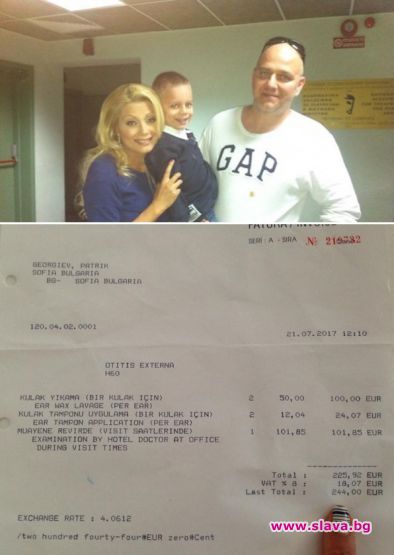 GAP
FATURA / INVOICE
SERI : A - SIRA № 219732
GEORGIEV, PATRIK
SOFIA BULGARIA
BG- SOFIA BULGARIA
120.04.02.0001
21.07.2017 12:10
OTITIS EXTERNA
H60
KULAK YIKAMA (BIR KULAK IÇIN) 2 50,00 100,00 EUR
EAR WAX LAVAGE (PER EAR)
KULAK TAMPONU UYGULAMA (BIR KULAK IÇIN) 2 12,04 24,07 EUR
EAR TAMPON APPLICATION (PER EAR)
MUAYENE REVIRDE (VISIT SAATLERINDE) 1 101,85 101,85 EUR
EXAMINATION BY HOTEL DOCTOR AT OFFICE
DURING VISIT TIMES
Total : 225,92 EUR
VAT % 8 : 18,07 EUR
Last Total : 244,00 EUR
EXCHANGE RATE : 4.0612
/two hundred fourty-four#EUR zero#Cent
www.slava.bg